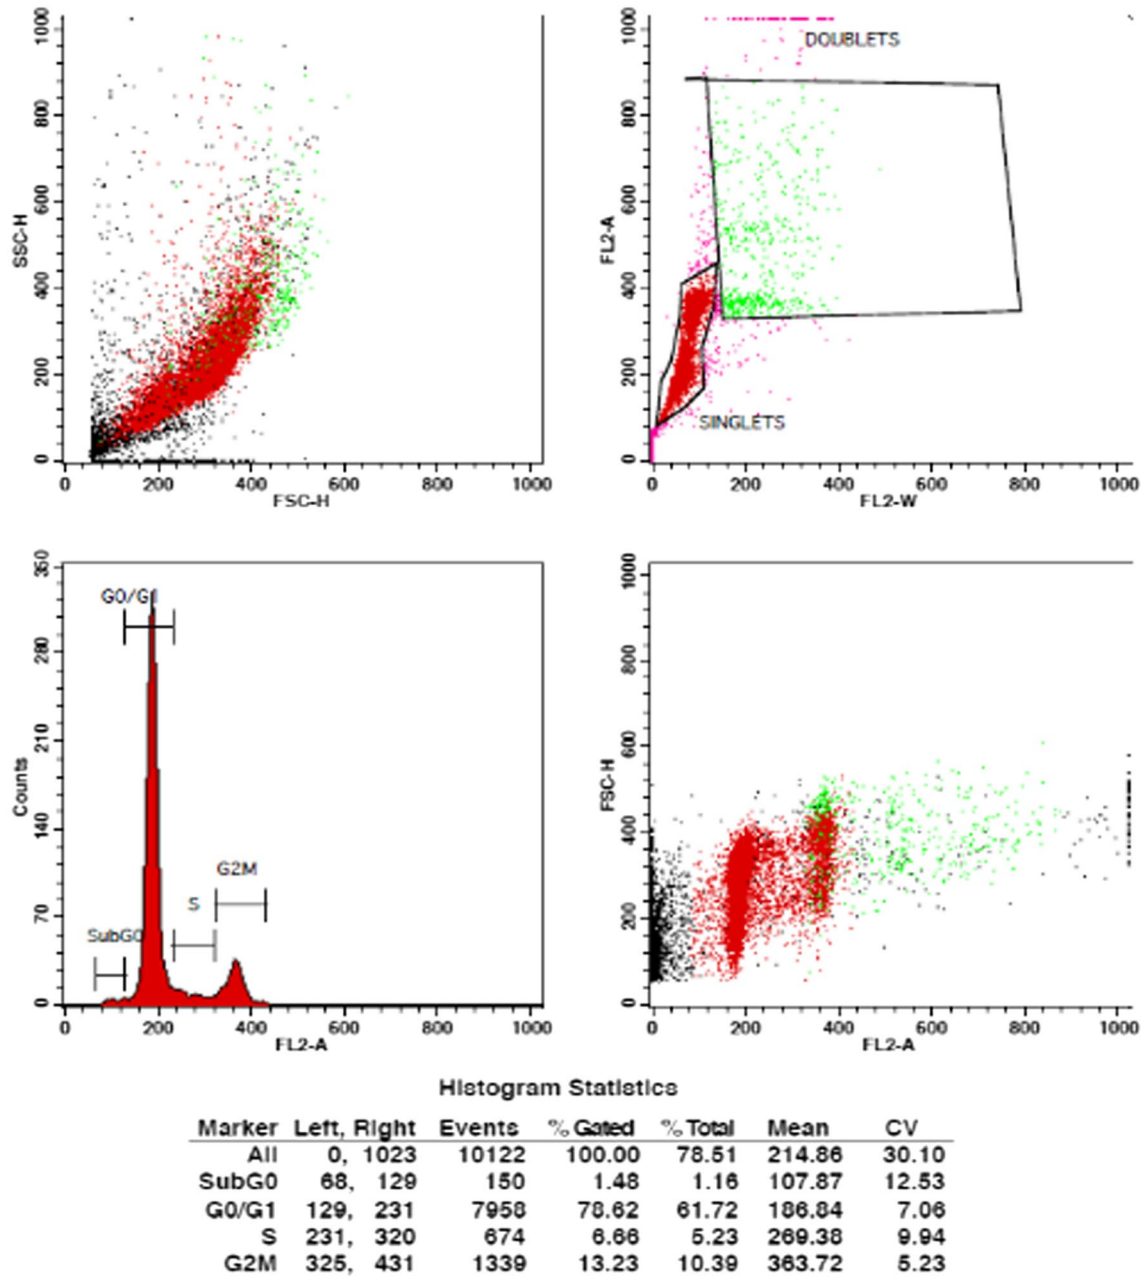 1000
800
600
400
200
0
SSC-H
0 200 400 600 800 1000
FSC-H
DOUBLETS
1000
800
600
400
200
0
FL2-A
SINGLETS
0 200 400 600 800 1000
FL2-W
350
280
210
140
70
0
Counts
G0/G1
G2M
S
SubG0
0 200 400 600 800 1000
FL2-A
1000
800
600
400
200
0
FSC-H
0 200 400 600 800 1000
FL2-A
Histogram Statistics
Marker Left, Right Events % Gated % Total Mean CV
All 0, 1023 10122 100.00 78.51 214.86 30.10
SubG0 68, 129 150 1.48 1.16 107.87 12.53
G0/G1 129, 231 7958 78.62 61.72 186.84 7.06
S 231, 320 674 6.66 5.23 269.38 9.94
G2M 325, 431 1339 13.23 10.39 363.72 5.23